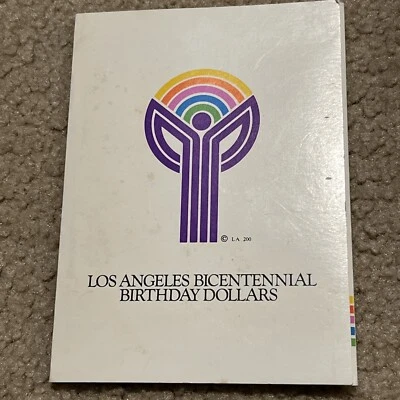 © LA 200
LOS ANGELES BICENTENNIAL
BIRTHDAY DOLLARS